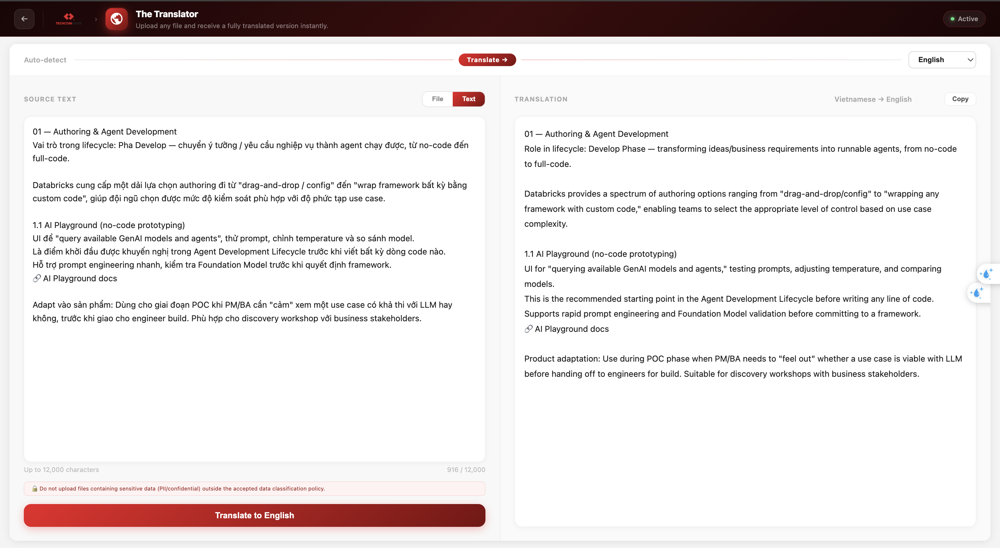 TECHCOMBANK
›
The Translator
Upload any file and receive a fully translated version instantly.
Active
Auto-detect
Translate →
English
SOURCE TEXT
File
Text
01 — Authoring & Agent Development
Vai trò trong lifecycle: Pha Develop — chuyển ý tưởng / yêu cầu nghiệp vụ thành agent chạy được, từ no-code đến
full-code.
Databricks cung cấp một dải lựa chọn authoring đi từ "drag-and-drop / config" đến "wrap framework bất kỳ bằng
custom code", giúp đội ngũ chọn được mức độ kiểm soát phù hợp với độ phức tạp use case.
1.1 AI Playground (no-code prototyping)
UI để "query available GenAI models and agents", thử prompt, chỉnh temperature và so sánh model.
Là điểm khởi đầu được khuyến nghị trong Agent Development Lifecycle trước khi viết bất kỳ dòng code nào.
Hỗ trợ prompt engineering nhanh, kiểm tra Foundation Model trước khi quyết định framework.
🔗 AI Playground docs
Adapt vào sản phẩm: Dùng cho giai đoạn POC khi PM/BA cần "cảm" xem một use case có khả thi với LLM hay
không, trước khi giao cho engineer build. Phù hợp cho discovery workshop với business stakeholders.
Up to 12,000 characters
916 / 12,000
🔒 Do not upload files containing sensitive data (PII/confidential) outside the accepted data classification policy.
Translate to English
TRANSLATION
Vietnamese → English
Copy
01 — Authoring & Agent Development
Role in lifecycle: Develop Phase — transforming ideas/business requirements into runnable agents, from no-code
to full-code.
Databricks provides a spectrum of authoring options ranging from "drag-and-drop/config" to "wrapping any
framework with custom code," enabling teams to select the appropriate level of control based on use case
complexity.
1.1 AI Playground (no-code prototyping)
UI for "querying available GenAI models and agents," testing prompts, adjusting temperature, and comparing
models.
This is the recommended starting point in the Agent Development Lifecycle before writing any line of code.
Supports rapid prompt engineering and Foundation Model validation before committing to a framework.
🔗 AI Playground docs
Product adaptation: Use during POC phase when PM/BA needs to "feel out" whether a use case is viable with LLM
before handing off to engineers for build. Suitable for discovery workshops with business stakeholders.